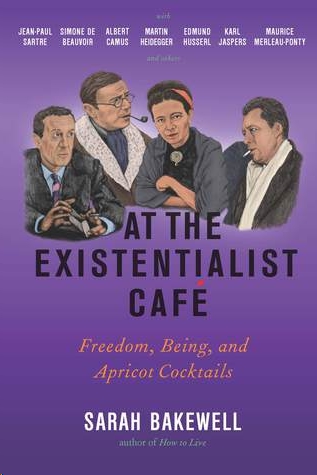 with
JEAN-PAUL SIMONE DE ALBERT MARTIN EDMUND KARL MAURICE
SARTRE BEAUVOIR CAMUS HEIDEGGER HUSSERL JASPERS MERLEAU-PONTY
and others
AT THE
EXISTENTIALIST
CAFÉ
Freedom, Being, and
Apricot Cocktails
SARAH BAKEWELL
author of How to Live